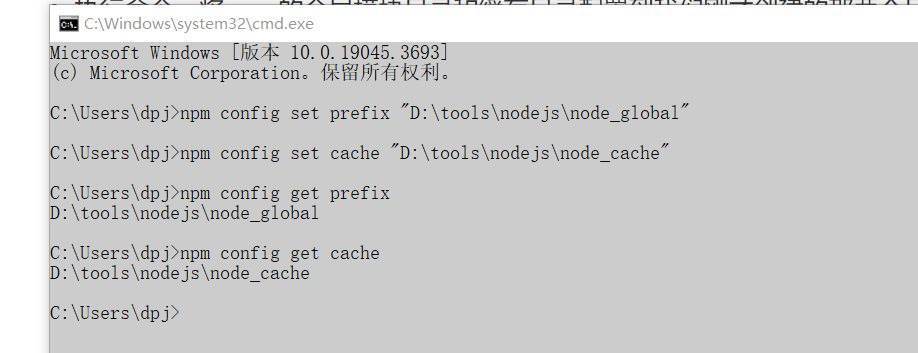 C:\Windows\system32\cmd.exe
Microsoft Windows [版本 10.0.19045.3693]
(c) Microsoft Corporation。保留所有权利。
C:\Users\dpj>npm config set prefix "D:\tools\nodejs\node_global"
C:\Users\dpj>npm config set cache "D:\tools\nodejs\node_cache"
C:\Users\dpj>npm config get prefix
D:\tools\nodejs\node_global
C:\Users\dpj>npm config get cache
D:\tools\nodejs\node_cache
C:\Users\dpj>